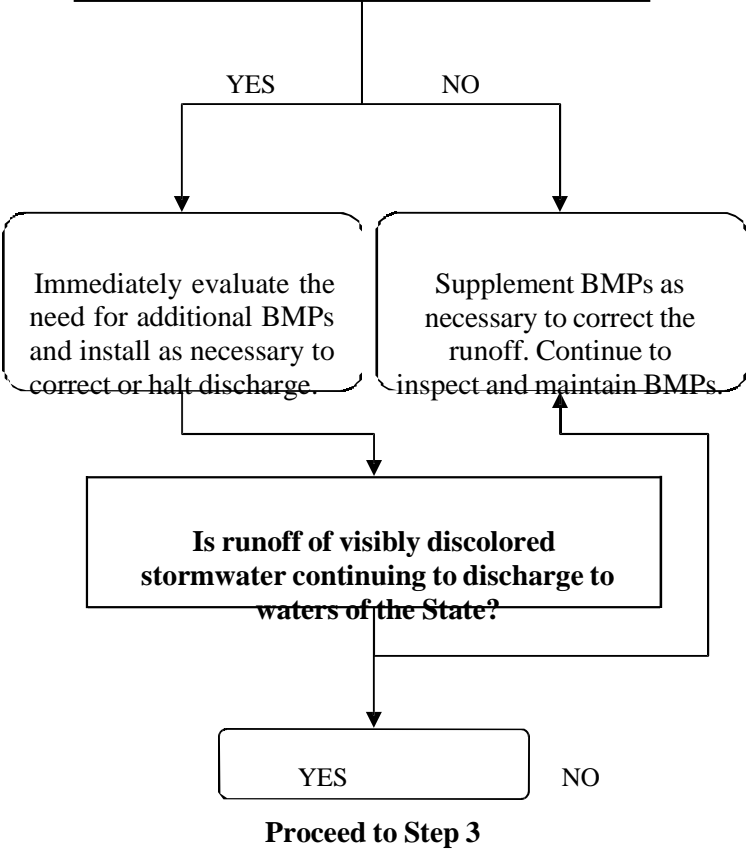 YES
NO
Immediately evaluate the
need for additional BMPs
and install as necessary to
correct or halt discharge.
Supplement BMPs as
necessary to correct the
runoff. Continue to
inspect and maintain BMPs.
Is runoff of visibly discolored
stormwater continuing to discharge to
waters of the State?
YES
NO
Proceed to Step 3